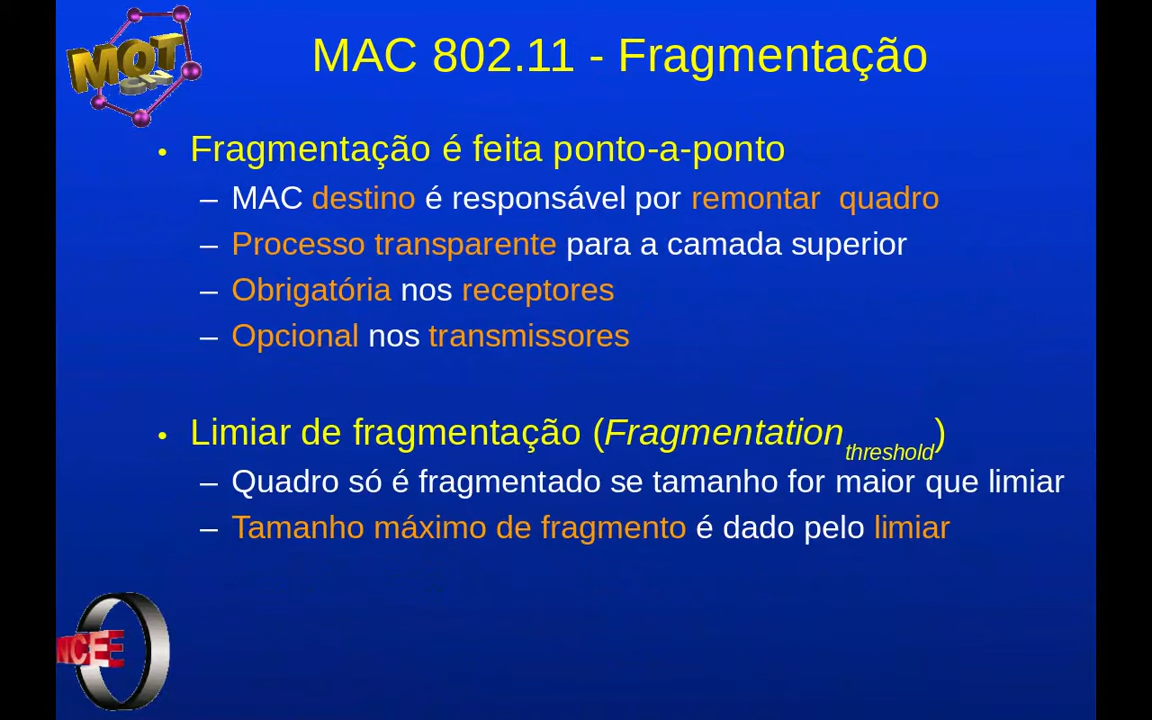 MQT
MAC 802.11 - Fragmentação
• Fragmentação é feita ponto-a-ponto
– MAC destino é responsável por remontar quadro
– Processo transparente para a camada superior
– Obrigatória nos receptores
– Opcional nos transmissores
• Limiar de fragmentação (Fragmentation threshold)
– Quadro só é fragmentado se tamanho for maior que limiar
– Tamanho máximo de fragmento é dado pelo limiar